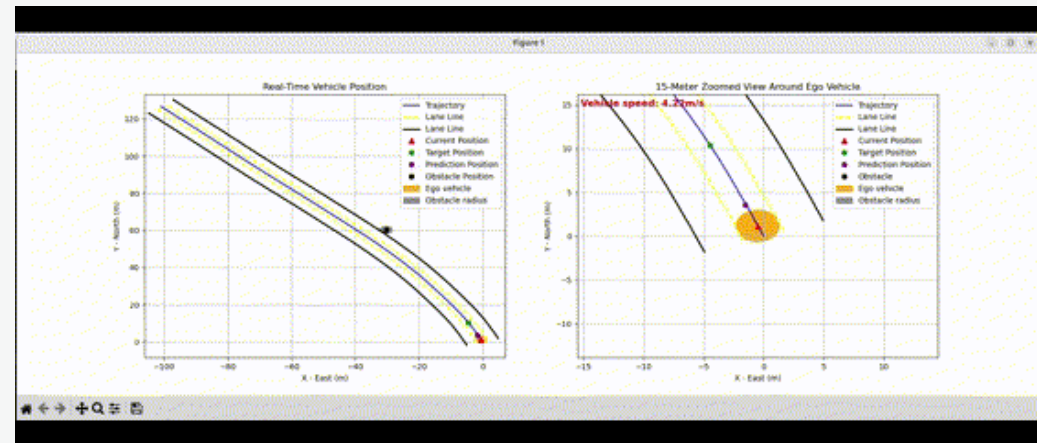 Figure 1
Real-Time Vehicle Position
Trajectory
Lane Line
Lane Line
Current Position
Target Position
Prediction Position
Obstacle Position
Ego vehicle
Obstacle radius
120
100
80
60
40
20
0
−100
−80
−60
−40
−20
0
Y - North (m)
X - East (m)
15-Meter Zoomed View Around Ego Vehicle
Vehicle speed: 4.22m/s
Trajectory
Lane Line
Lane Line
Current Position
Target Position
Prediction Position
Obstacle
Ego vehicle
Obstacle radius
15
10
5
0
−5
−10
−15
−10
−5
0
5
10
Y - North (m)
X - East (m)